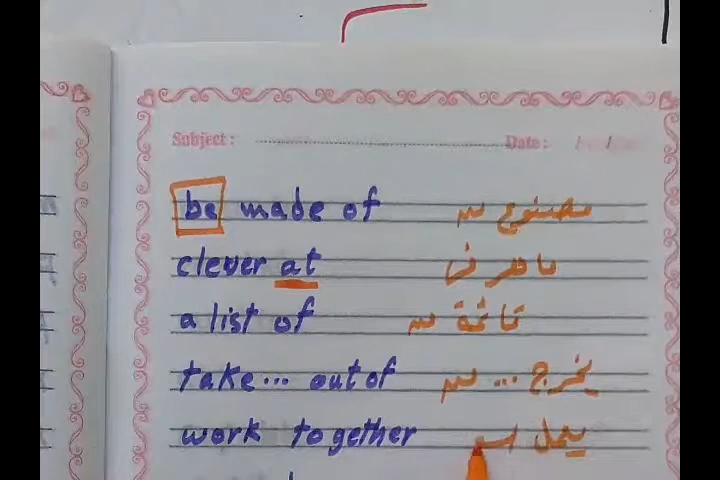 Subject : Date : / /
be made of مصنوع من
clever at ماهر في
a list of قائمة من
take... out of يخرج ... من
work together يعمل